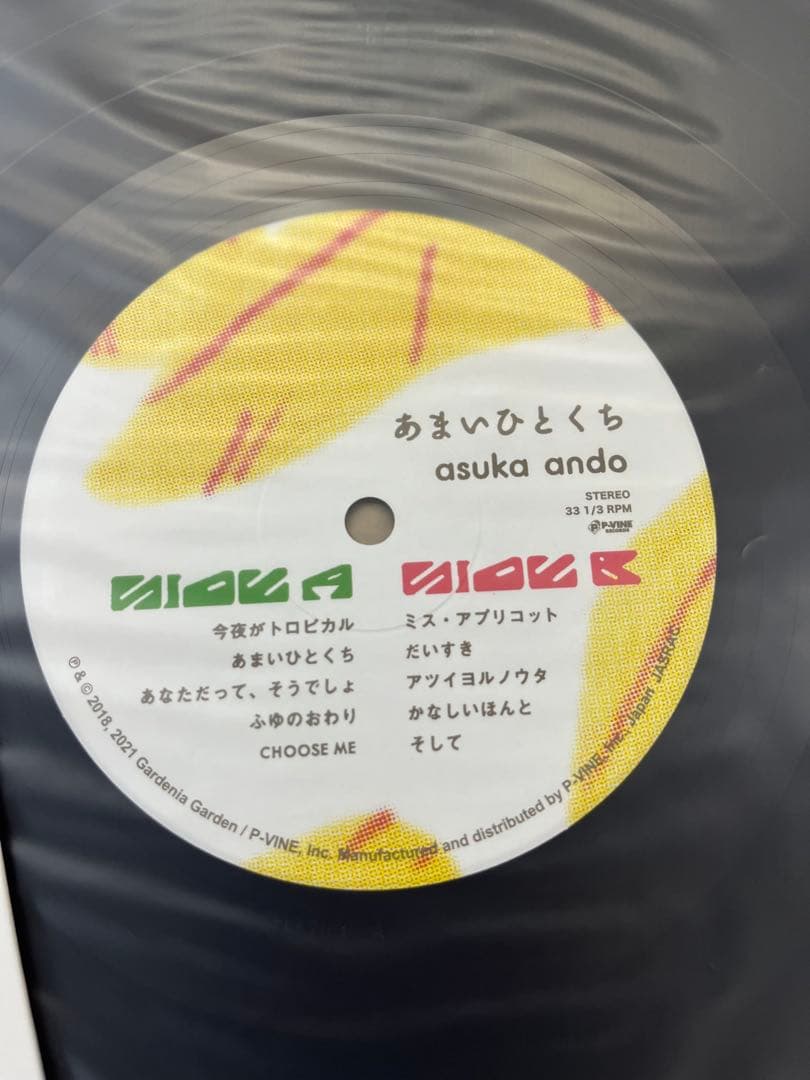 あまいひとくち
asuka ando
STEREO
33 1/3 RPM
P-VINE
RECORDS
SIDE A
今夜がトロピカル
あまいひとくち
あなただって、そうでしょ
ふゆのおわり
CHOOSE ME
SIDE B
ミス・アプリコット
だいすき
アツイヨルノウタ
かなしいほんと
そして
℗ & © 2018, 2021 Gardenia Garden / P-VINE, Inc. Manufactured and distributed by P-VINE, Inc. Japan JASRAC